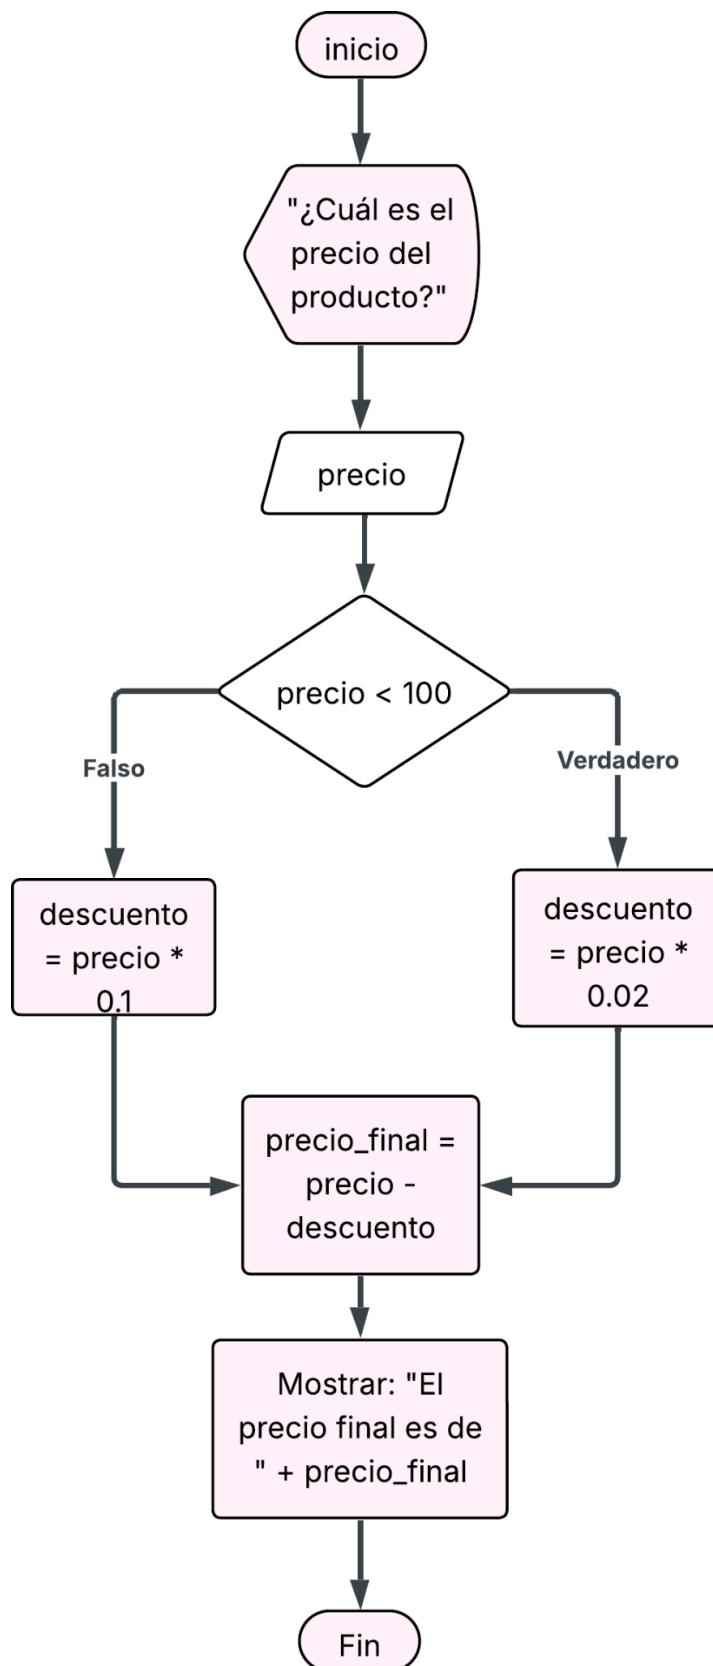 inicio
"¿Cuál es el
precio del
producto?"
precio
precio < 100
Falso
Verdadero
descuento
= precio *
0.1
descuento
= precio *
0.02
precio_final =
precio -
descuento
Mostrar: "El
precio final es de
" + precio_final
Fin